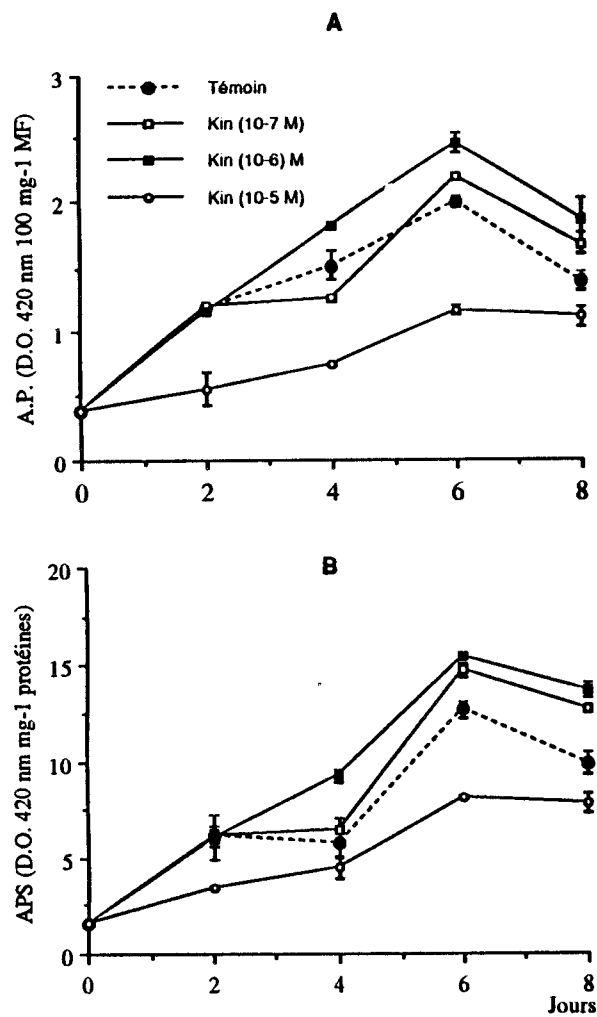 A
3
2
1
0
A.P. (D.O. 420 nm 100 mg-1 MF)
Témoin
Kin (10-7 M)
Kin (10-6) M
Kin (10-5 M)
0 2 4 6 8
B
20
15
10
5
0
APS (D.O. 420 nm mg-1 protéines)
0 2 4 6 8
Jours